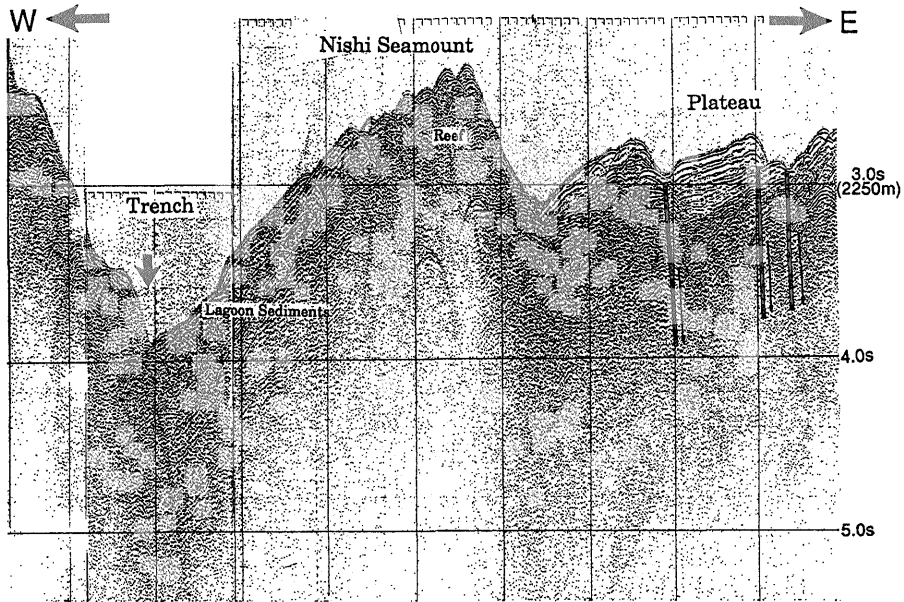 W
E
Nishi Seamount
Plateau
Reef
3.0s
(2250m)
Trench
Lagoon Sediments
4.0s
5.0s